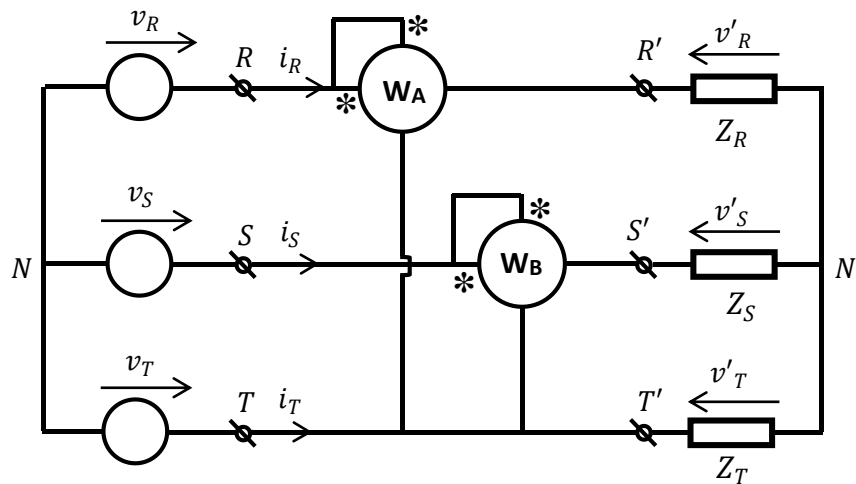 v_R
R
i_R
*
*
W_A
R'
v'_R
Z_R
v_S
S
i_S
*
*
W_B
S'
v'_S
Z_S
N
N
v_T
T
i_T
T'
v'_T
Z_T